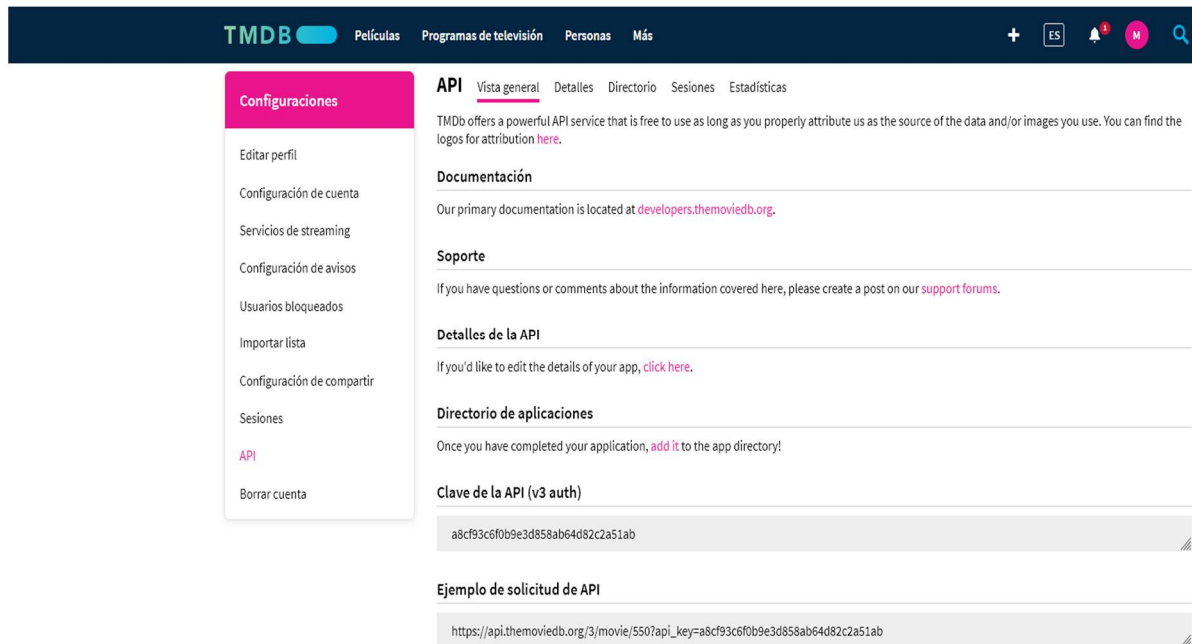 TMDB Películas Programas de televisión Personas Más + ES 1 M
Configuraciones
Editar perfil
Configuración de cuenta
Servicios de streaming
Configuración de avisos
Usuarios bloqueados
Importar lista
Configuración de compartir
Sesiones
API
Borrar cuenta
API Vista general Detalles Directorio Sesiones Estadísticas
TMDb offers a powerful API service that is free to use as long as you properly attribute us as the source of the data and/or images you use. You can find the
logos for attribution here.
Documentación
Our primary documentation is located at developers.themoviedb.org.
Soporte
If you have questions or comments about the information covered here, please create a post on our support forums.
Detalles de la API
If you'd like to edit the details of your app, click here.
Directorio de aplicaciones
Once you have completed your application, add it to the app directory!
Clave de la API (v3 auth)
a8cf93c6f0b9e3d858ab64d82c2a51ab
Ejemplo de solicitud de API
https://api.themoviedb.org/3/movie/550?api_key=a8cf93c6f0b9e3d858ab64d82c2a51ab